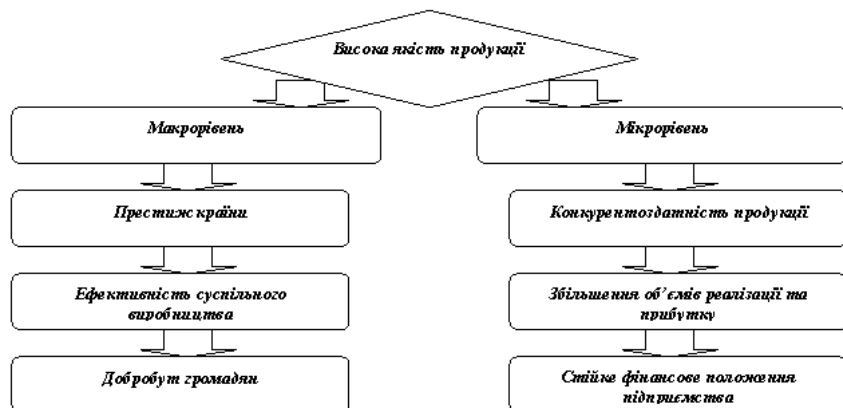 Висока якість продукції
Макрорівень
Мікрорівень
Престиж країни
Конкурентоздатність продукції
Ефективність суспільного
виробництва
Збільшення об’ємів реалізації та
прибутку
Добробут громадян
Стійке фінансове положення
підприємства